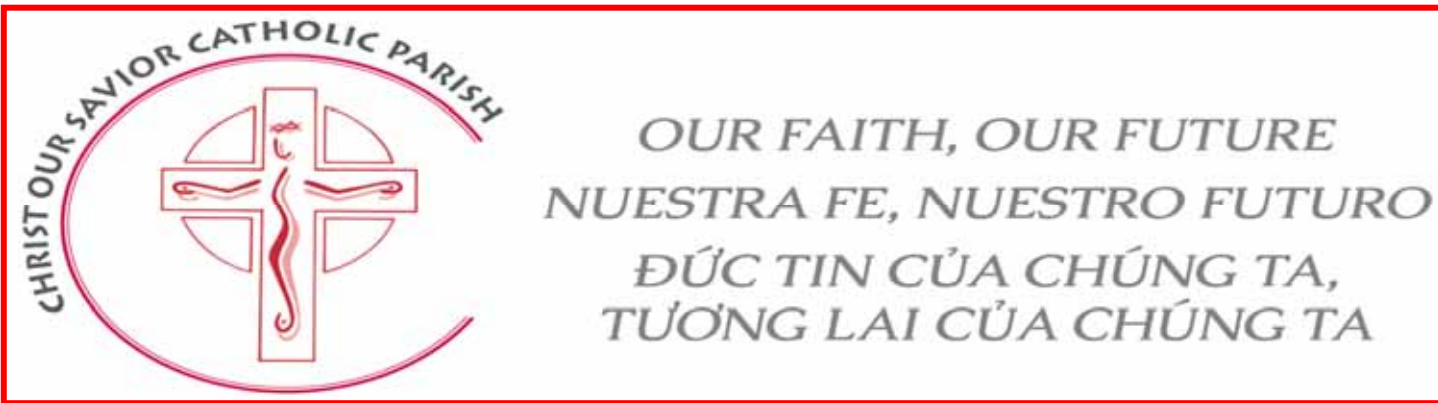 CHRIST OUR SAVIOR CATHOLIC PARISH
OUR FAITH, OUR FUTURE
NUESTRA FE, NUESTRO FUTURO
ĐỨC TIN CỦA CHÚNG TA,
TƯƠNG LAI CỦA CHÚNG TA